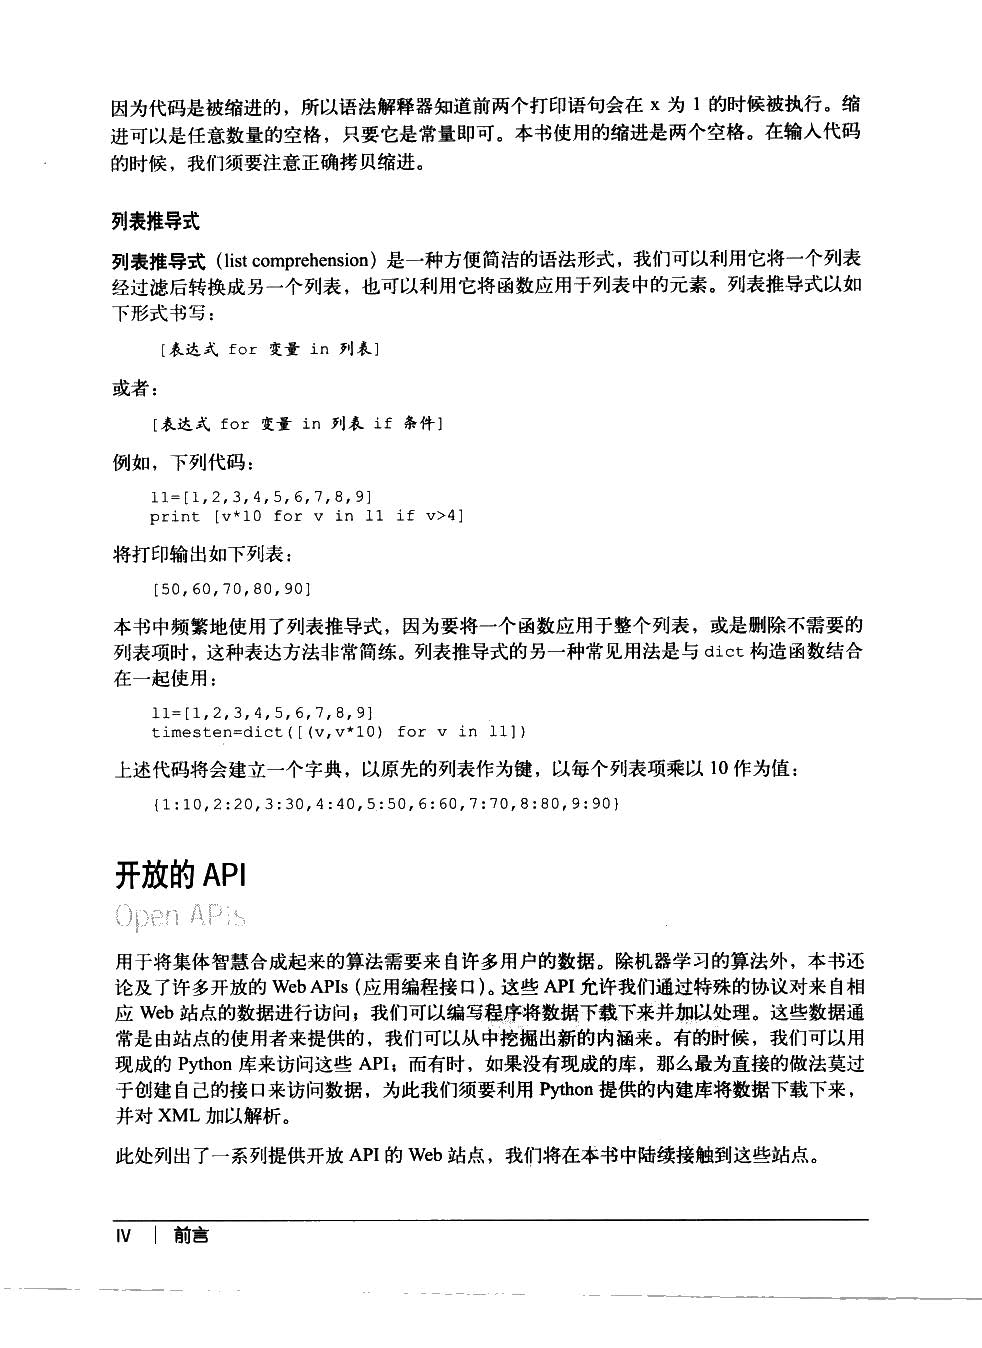 因为代码是被缩进的，所以语法解释器知道前两个打印语句会在 x 为 1 的时候被执行。缩
进可以是任意数量的空格，只要它是常量即可。本书使用的缩进是两个空格。在输入代码
的时候，我们须要注意正确拷贝缩进。
列表推导式
列表推导式（list comprehension）是一种方便简洁的语法形式，我们可以利用它将一个列表
经过滤后转换成另一个列表，也可以利用它将函数应用于列表中的元素。列表推导式以如
下形式书写：
[表达式 for 变量 in 列表]
或者：
[表达式 for 变量 in 列表 if 条件]
例如，下列代码：
l1=[1,2,3,4,5,6,7,8,9]
print [v*10 for v in l1 if v>4]
将打印输出如下列表：
[50,60,70,80,90]
本书中频繁地使用了列表推导式，因为要将一个函数应用于整个列表，或是删除不需要的
列表项时，这种表达方法非常简练。列表推导式的另一种常见用法是与 dict 构造函数结合
在一起使用：
l1=[1,2,3,4,5,6,7,8,9]
timesten=dict([(v,v*10) for v in l1])
上述代码将会建立一个字典，以原先的列表作为键，以每个列表项乘以 10 作为值：
{1:10,2:20,3:30,4:40,5:50,6:60,7:70,8:80,9:90}
开放的 API
Open APIs
用于将集体智慧合成起来的算法需要来自许多用户的数据。除机器学习的算法外，本书还
论及了许多开放的 Web APIs（应用编程接口）。这些 API 允许我们通过特殊的协议对来自相
应 Web 站点的数据进行访问；我们可以编写程序将数据下载下来并加以处理。这些数据通
常是由站点的使用者来提供的，我们可以从中挖掘出新的内涵来。有的时候，我们可以用
现成的 Python 库来访问这些 API；而有时，如果没有现成的库，那么最为直接的做法莫过
于创建自己的接口来访问数据，为此我们须要利用 Python 提供的内建库将数据下载下来，
并对 XML 加以解析。
此处列出了一系列提供开放 API 的 Web 站点，我们将在本书中陆续接触到这些站点。
IV | 前言